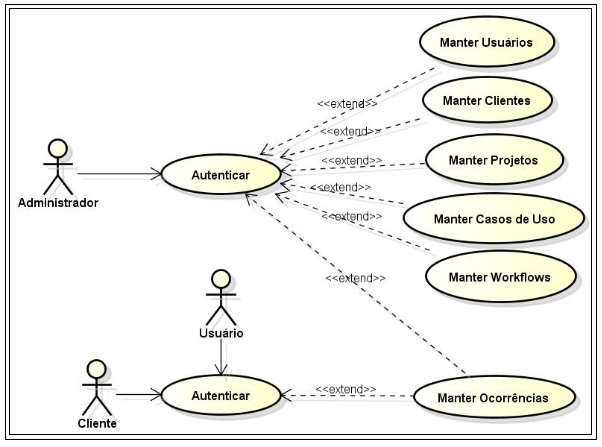 Manter Usuários
<<extend>>
Manter Clientes
<<extend>>
Manter Projetos
<<extend>>
Autenticar
Administrador
<<extend>>
Manter Casos de Uso
<<extend>>
Manter Workflows
<<extend>>
Usuário
<<extend>>
Autenticar
Manter Ocorrências
Cliente